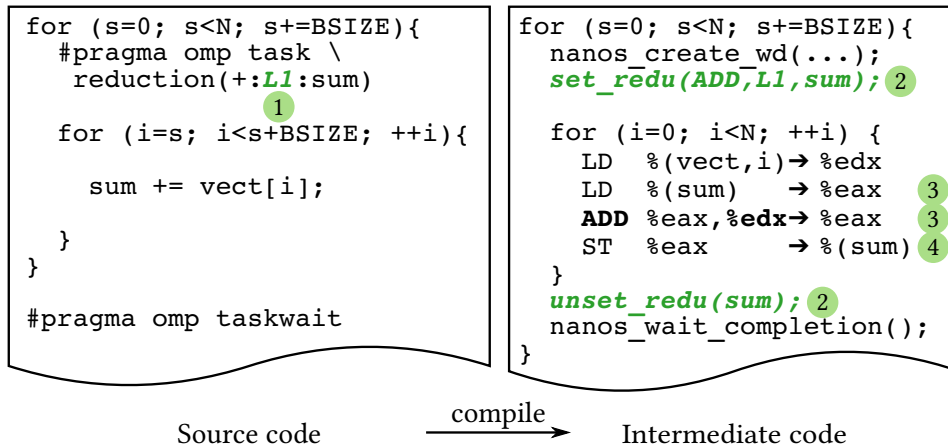 for (s=0; s<N; s+=BSIZE){
#pragma omp task \
reduction(+:L1:sum)
1
for (i=s; i<s+BSIZE; ++i){
sum += vect[i];
}
}
#pragma omp taskwait
for (s=0; s<N; s+=BSIZE){
nanos_create_wd(...);
set_redu(ADD,L1,sum); 2
for (i=0; i<N; ++i) {
LD %(vect,i)➔ %edx
LD %(sum) ➔ %eax 3
ADD %eax,%edx➔ %eax 3
ST %eax ➔ %(sum) 4
}
unset_redu(sum); 2
nanos_wait_completion();
}
Source code
compile
Intermediate code